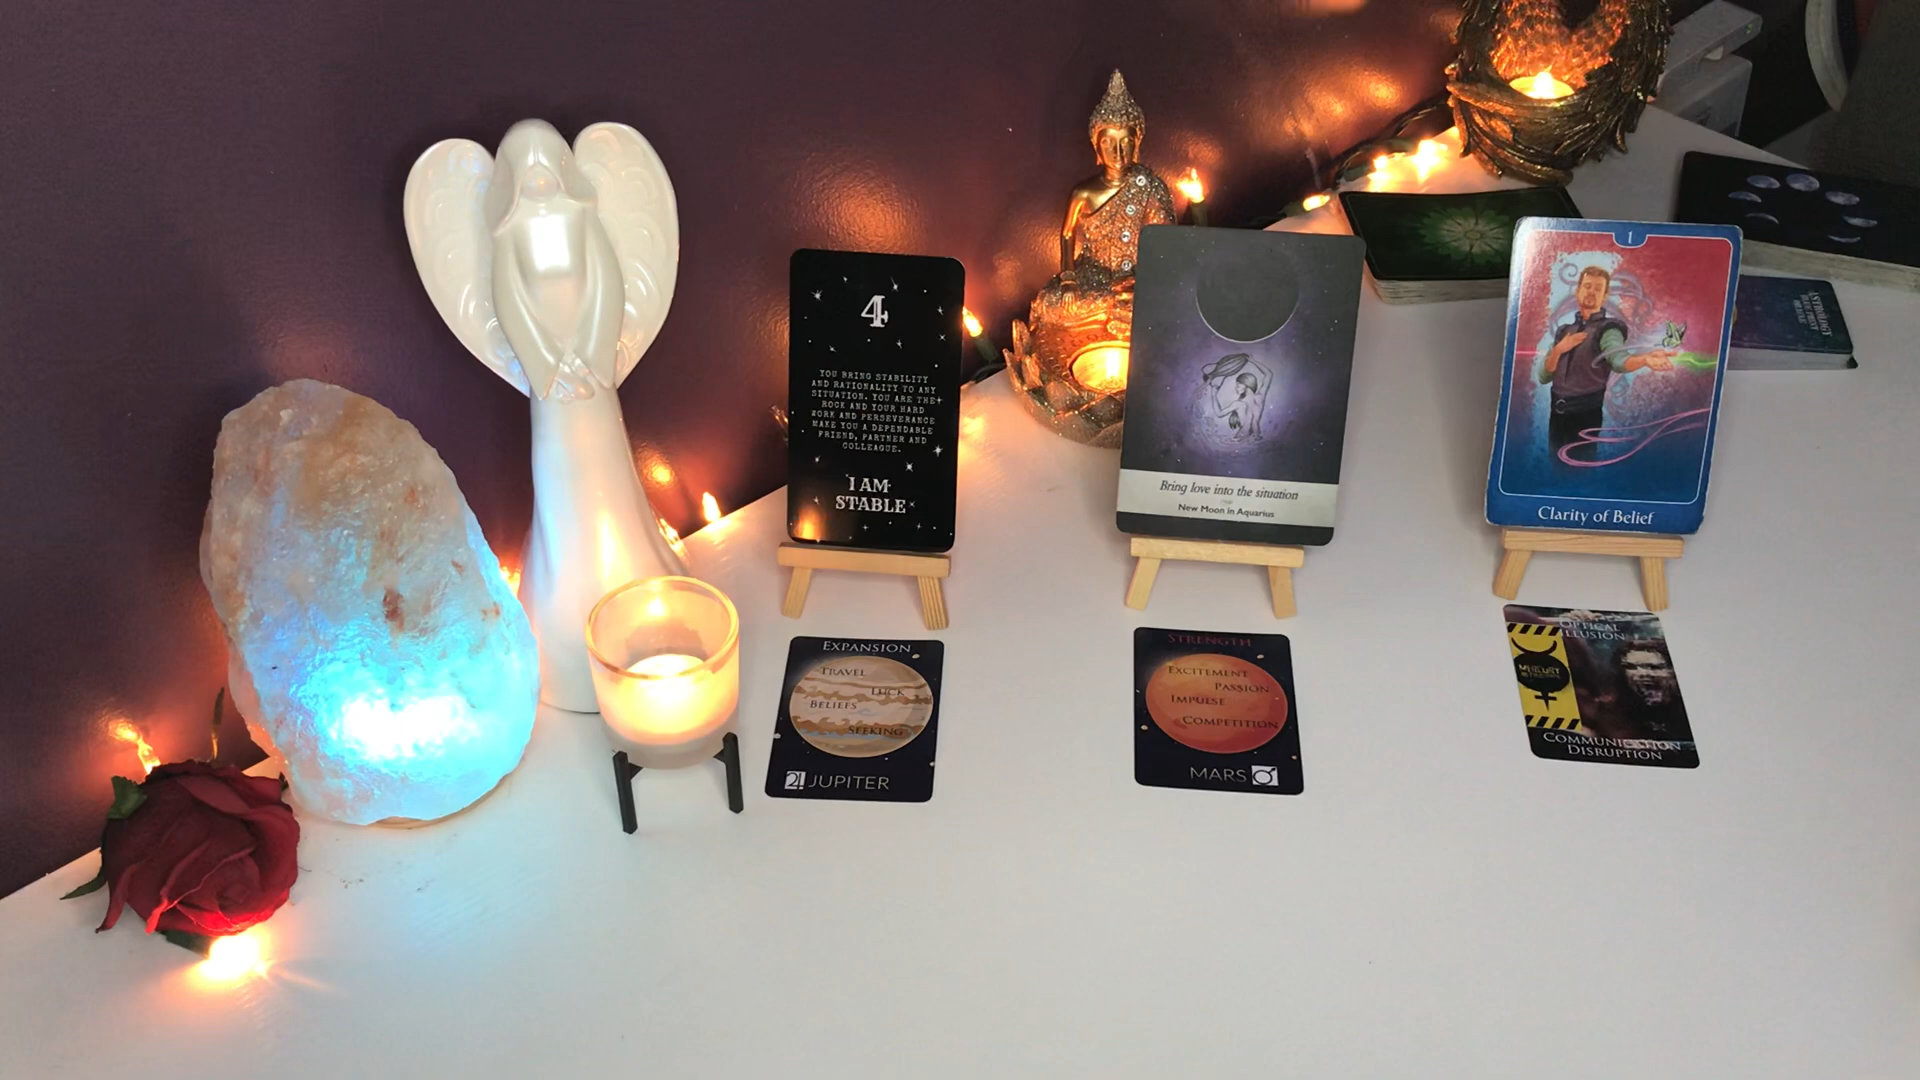 4
YOU BRING STABILITY
AND RATIONALITY TO ANY
SITUATION. YOU ARE THE
ROCK AND YOUR HARD
WORK AND PERSEVERANCE
MAKE YOU A DEPENDABLE
FRIEND, PARTNER AND
COLLEAGUE.
I AM
STABLE
Bring love into the situation
New Moon in Aquarius
1
Clarity of Belief
EXPANSION
TRAVEL
LUCK
BELIEFS
SEEKING
JUPITER
STRENGTH
EXCITEMENT
PASSION
IMPULSE
COMPETITION
MARS
OPTICAL
ILLUSION
MERCURY
COMMUNICATION
DISRUPTION
ASTROLOGY